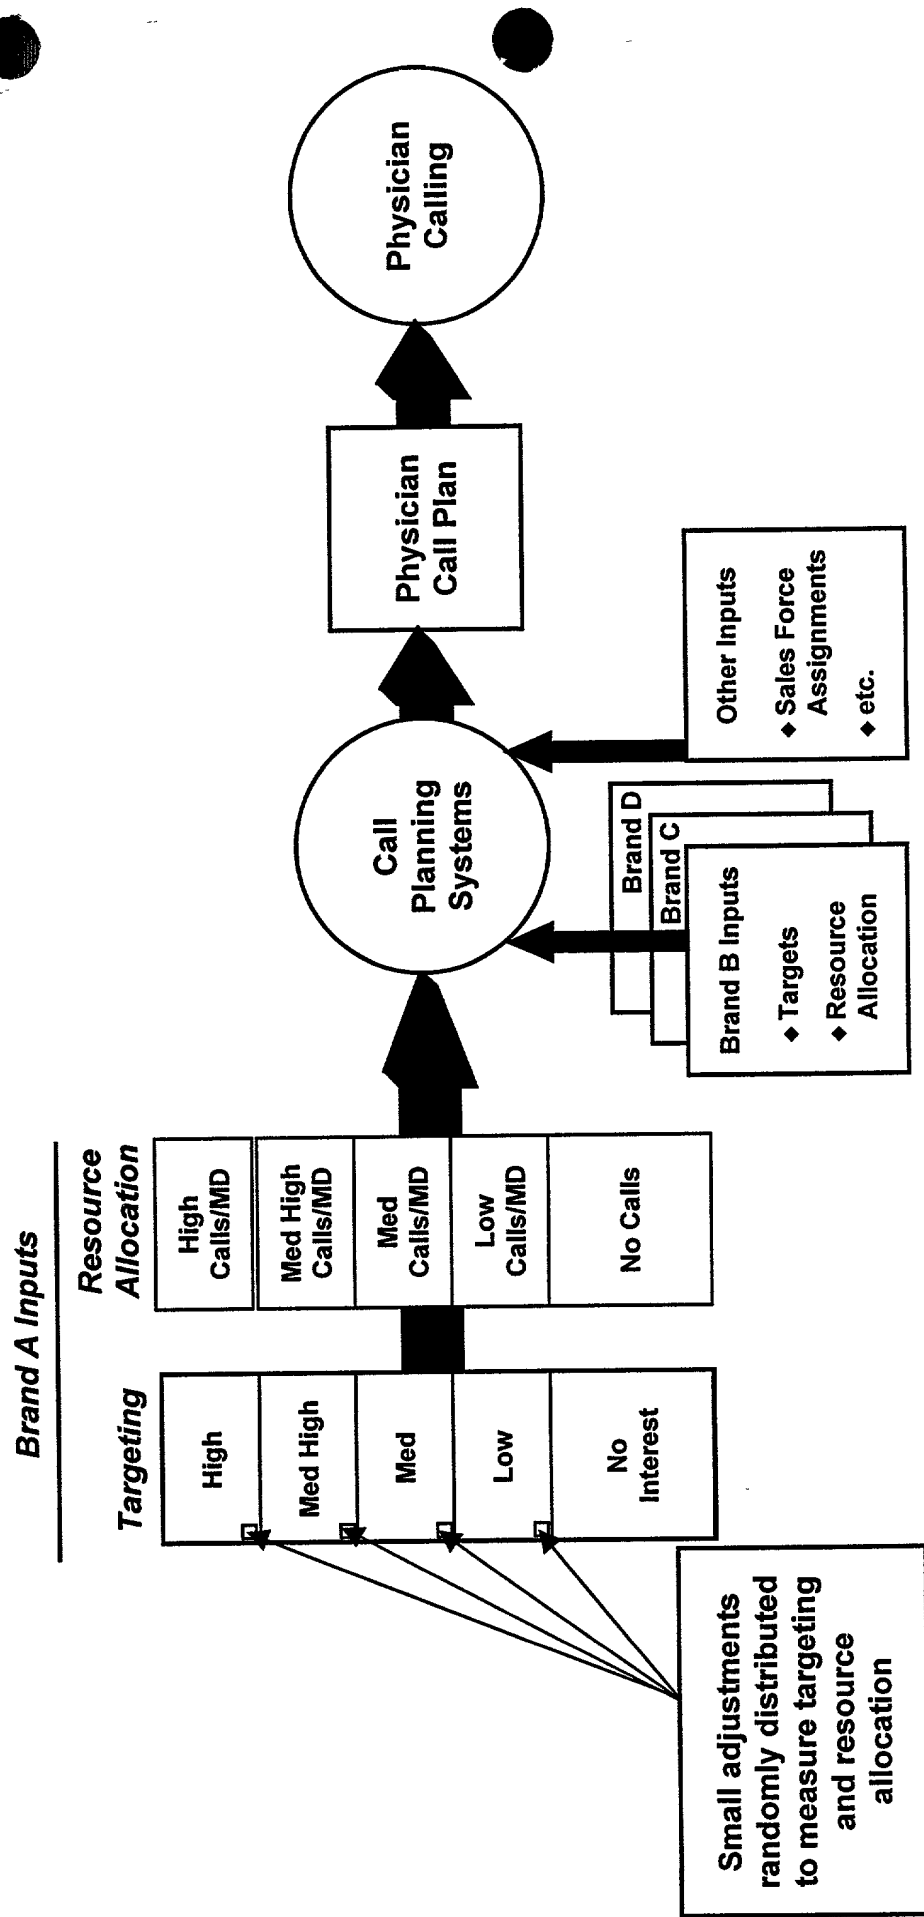 Brand A Inputs
Targeting
Resource
Allocation
High
Med High
Med
Low
No
Interest
High
Calls/MD
Med High
Calls/MD
Med
Calls/MD
Low
Calls/MD
No Calls
Call
Planning
Systems
Physician
Call Plan
Physician
Calling
Brand D
Brand C
Brand B Inputs
◆ Targets
◆ Resource
Allocation
Other Inputs
◆ Sales Force
Assignments
◆ etc.
Small adjustments
randomly distributed
to measure targeting
and resource
allocation